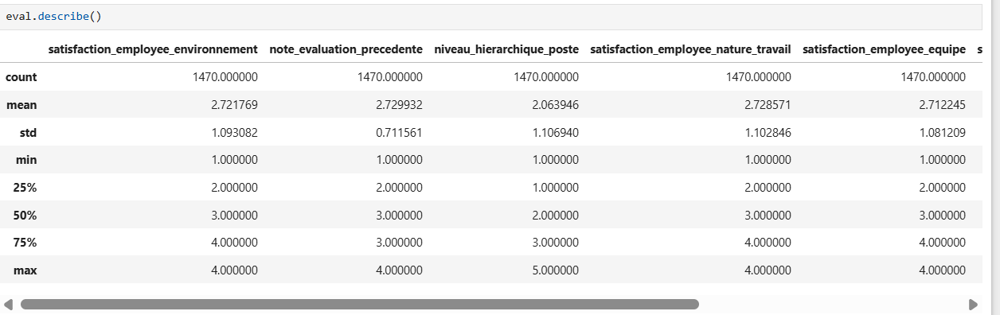 eval.describe()
satisfaction_employee_environnement note_evaluation_precedente niveau_hierarchique_poste satisfaction_employee_nature_travail satisfaction_employee_equipe s
count 1470.000000 1470.000000 1470.000000 1470.000000 1470.000000
mean 2.721769 2.729932 2.063946 2.728571 2.712245
std 1.093082 0.711561 1.106940 1.102846 1.081209
min 1.000000 1.000000 1.000000 1.000000 1.000000
25% 2.000000 2.000000 1.000000 2.000000 2.000000
50% 3.000000 3.000000 2.000000 3.000000 3.000000
75% 4.000000 3.000000 3.000000 4.000000 4.000000
max 4.000000 4.000000 5.000000 4.000000 4.000000